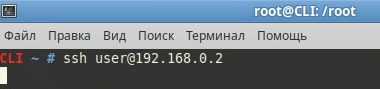 root@CLI: /root
Файл Правка Вид Поиск Терминал Помощь
CLI ~ # ssh user@192.168.0.2